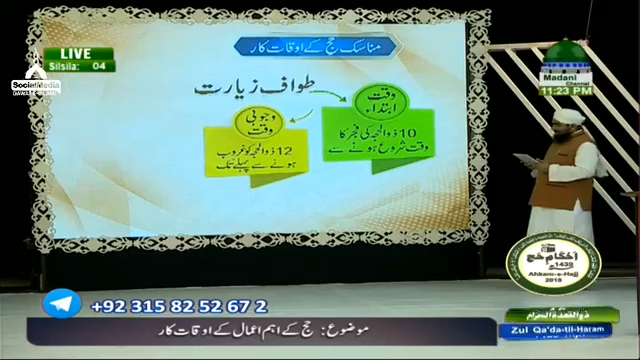 LIVE
Silsila: 04
SocialMedia
مناسکِ حج کے اوقاتِ کار
طوافِ زیارت
وقت
ابتداء
10 ذوالحجہ کی فجر کا
وقت شروع ہونے سے
وجوبی
وقت
12 ذوالحجہ کو غروب
ہونے سے پہلے تک
Madani
Channel
11:23 PM
احکامِ حج
1439
Ahkam-e-Hajj
2018
+92 315 82 52 67 2
موضوع: حج کے اہم اعمال کے اوقات کار
ذوالقعدۃ الحرام
Zul Qa'da-til-Haram